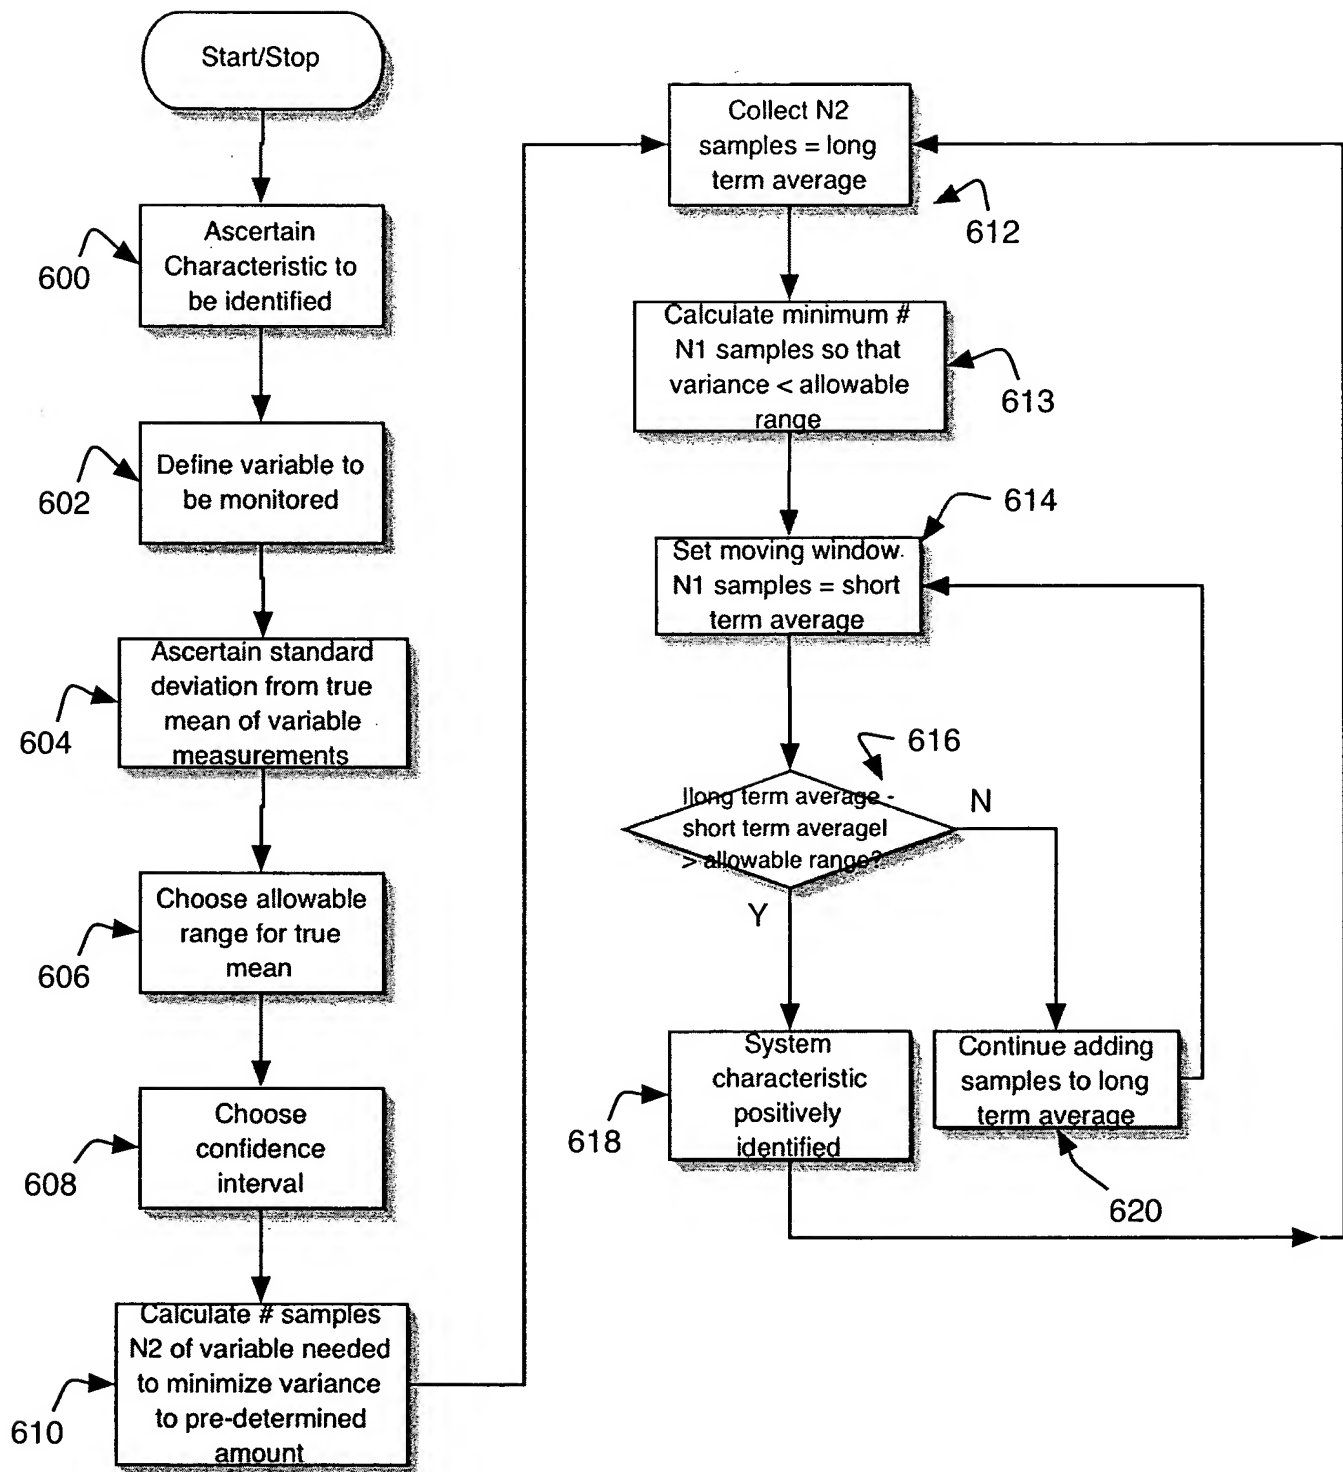 Start/Stop
Ascertain
Characteristic to
be identified
600
Define variable to
be monitored
602
Ascertain standard
deviation from true
mean of variable
measurements
604
Choose allowable
range for true
mean
606
Choose
confidence
interval
608
Calculate # samples
N2 of variable needed
to minimize variance
to pre-determined
amount
610
Collect N2
samples = long
term average
612
Calculate minimum #
N1 samples so that
variance < allowable
range
613
614
Set moving window
N1 samples = short
term average
616
|long term average -
short term average|
> allowable range?
N
Y
System
characteristic
positively
identified
618
Continue adding
samples to long
term average
620